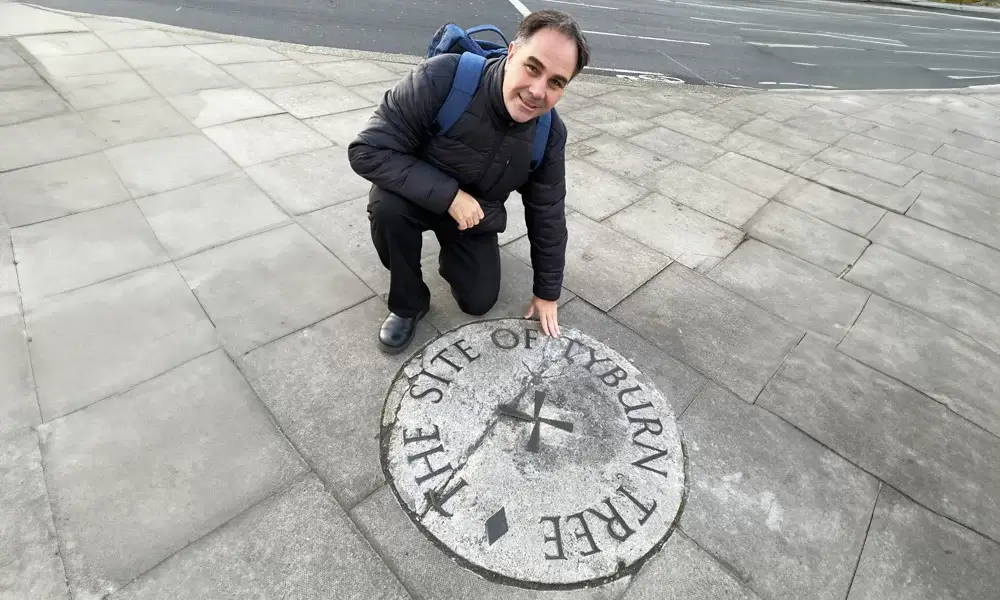 THE SITE OF TYBURN TREE